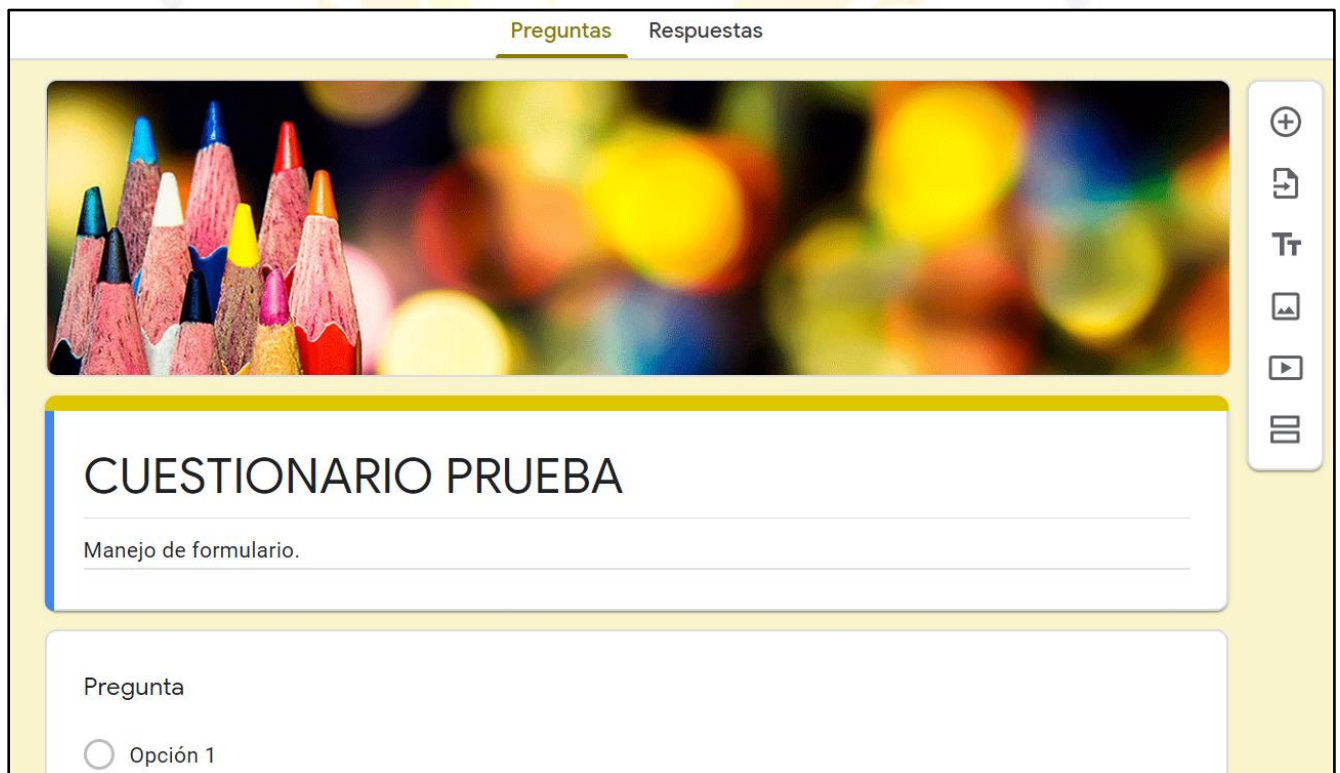 Preguntas Respuestas
CUESTIONARIO PRUEBA
Manejo de formulario.
Pregunta
Opción 1